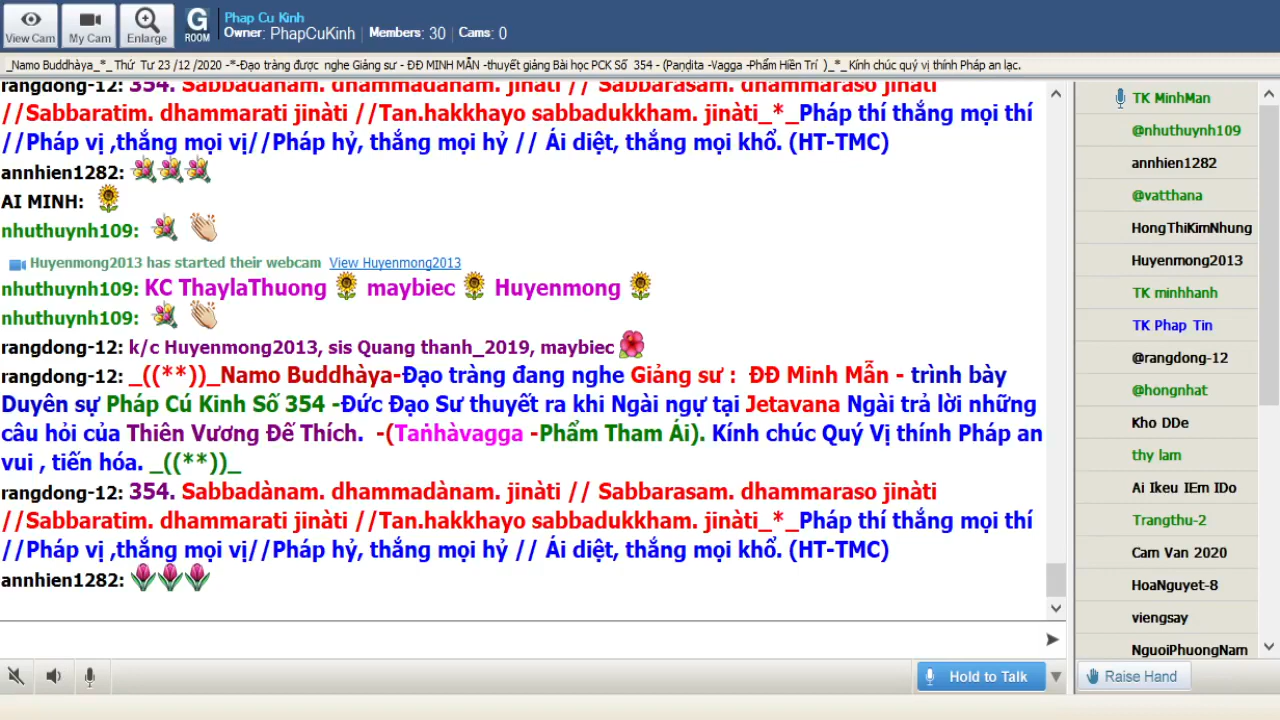 View Cam
My Cam
Enlarge
G
ROOM
Phap Cu Kinh
Owner: PhapCuKinh | Members: 30 | Cams: 0
_Namo Buddhàya_*_ Thứ Tư 23 /12 /2020 -*-Đạo tràng được nghe Giảng sư - ĐĐ MINH MẪN -thuyết giảng Bài học PCK Số 354 - (Paṇḍita -Vagga -Phẩm Hiền Trí )_*_Kính chúc quý vị thính Pháp an lạc.
rangdong-12: 354. Sabbadànam. dhammadànam. jinàti // Sabbarasam. dhammaraso jinàti
//Sabbaratim. dhammarati jinàti //Tan.hakkhayo sabbadukkham. jinàti_*_Pháp thí thắng mọi thí
//Pháp vị ,thắng mọi vị//Pháp hỷ, thắng mọi hỷ // Ái diệt, thắng mọi khổ. (HT-TMC)
annhien1282:
AI MINH:
nhuthuynh109:
Huyenmong2013 has started their webcam View Huyenmong2013
nhuthuynh109: KC ThaylaThuong maybiec Huyenmong
nhuthuynh109:
rangdong-12: k/c Huyenmong2013, sis Quang thanh_2019, maybiec
rangdong-12: _((**))_Namo Buddhàya-Đạo tràng đang nghe Giảng sư : ĐĐ Minh Mẫn - trình bày
Duyên sự Pháp Cú Kinh Số 354 -Đức Đạo Sư thuyết ra khi Ngài ngự tại Jetavana Ngài trả lời những
câu hỏi của Thiên Vương Đế Thích. -(Taṅhàvagga -Phẩm Tham Ái). Kính chúc Quý Vị thính Pháp an
vui , tiến hóa. _((**))_
rangdong-12: 354. Sabbadànam. dhammadànam. jinàti // Sabbarasam. dhammaraso jinàti
//Sabbaratim. dhammarati jinàti //Tan.hakkhayo sabbadukkham. jinàti_*_Pháp thí thắng mọi thí
//Pháp vị ,thắng mọi vị//Pháp hỷ, thắng mọi hỷ // Ái diệt, thắng mọi khổ. (HT-TMC)
annhien1282:
Hold to Talk
TK MinhMan
@nhuthuynh109
annhien1282
@vatthana
HongThiKimNhung
Huyenmong2013
TK minhhanh
TK Phap Tin
@rangdong-12
@hongnhat
Kho DDe
thy lam
Ai Ikeu IEm IDo
Trangthu-2
Cam Van 2020
HoaNguyet-8
viengsay
NguoiPhuongNam
Raise Hand